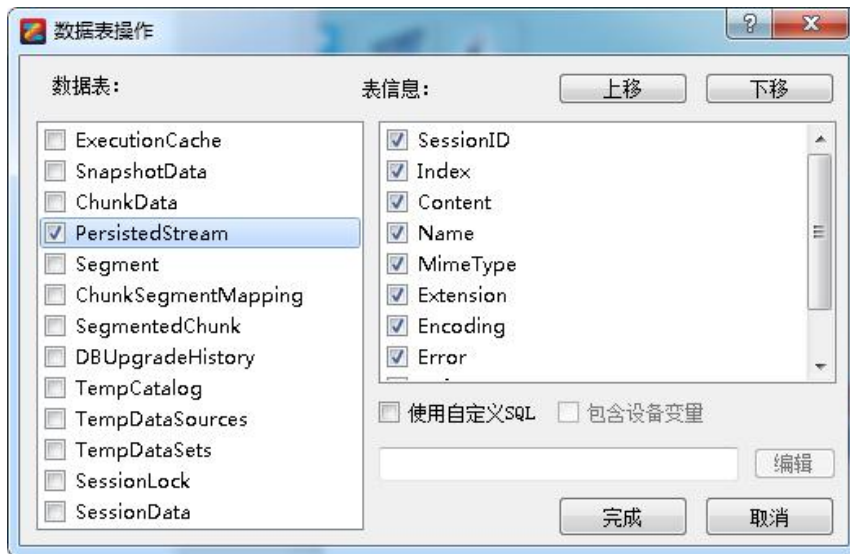 数据表操作
数据表:
表信息:
上移
下移
ExecutionCache
SnapshotData
ChunkData
PersistedStream
Segment
ChunkSegmentMapping
SegmentedChunk
DBUpgradeHistory
TempCatalog
TempDataSources
TempDataSets
SessionLock
SessionData
SessionID
Index
Content
Name
MimeType
Extension
Encoding
Error
使用自定义SQL
包含设备变量
编辑
完成
取消